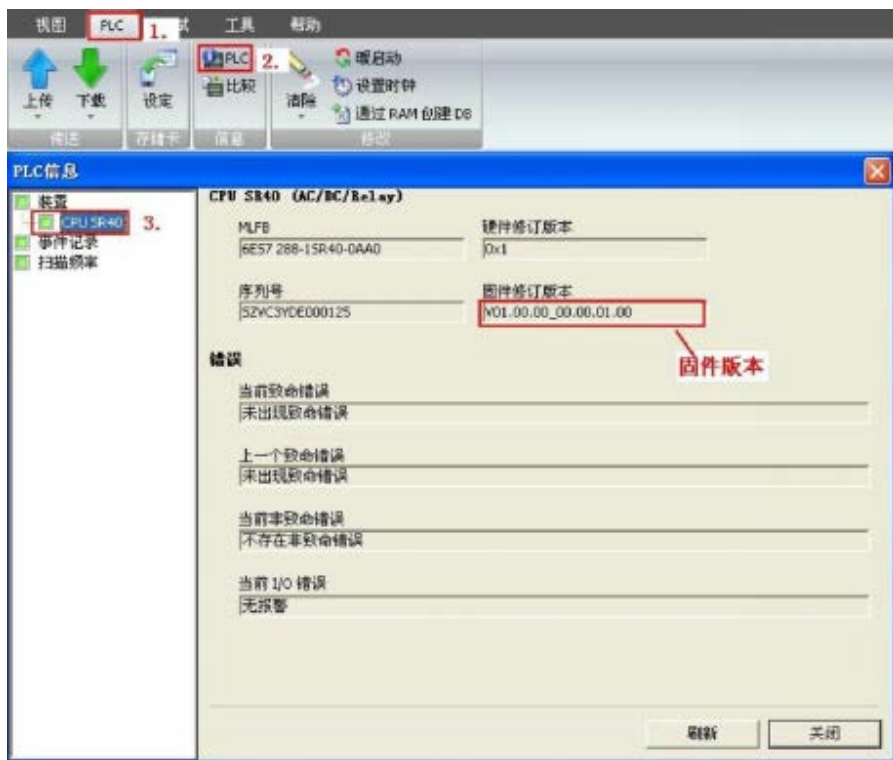 视图 PLC 1. 试 工具 帮助
PLC 2. 暖启动
比较 设置时钟
上传 下载 设定 清除 通过 RAM 创建 DB
传送 存储卡 信息 修改
PLC信息
装置
CPU SR40 3.
事件记录
扫描频率
CPU SR40 (AC/DC/Relay)
MLFB 硬件修订版本
6ES7 288-1SR40-0AA0 0x1
序列号 固件修订版本
SZVC3YDE000125 V01.00.00_00.00.01.00
固件版本
错误
当前致命错误
未出现致命错误
上一个致命错误
未出现致命错误
当前非致命错误
不存在非致命错误
当前 I/O 错误
无报警
刷新 关闭